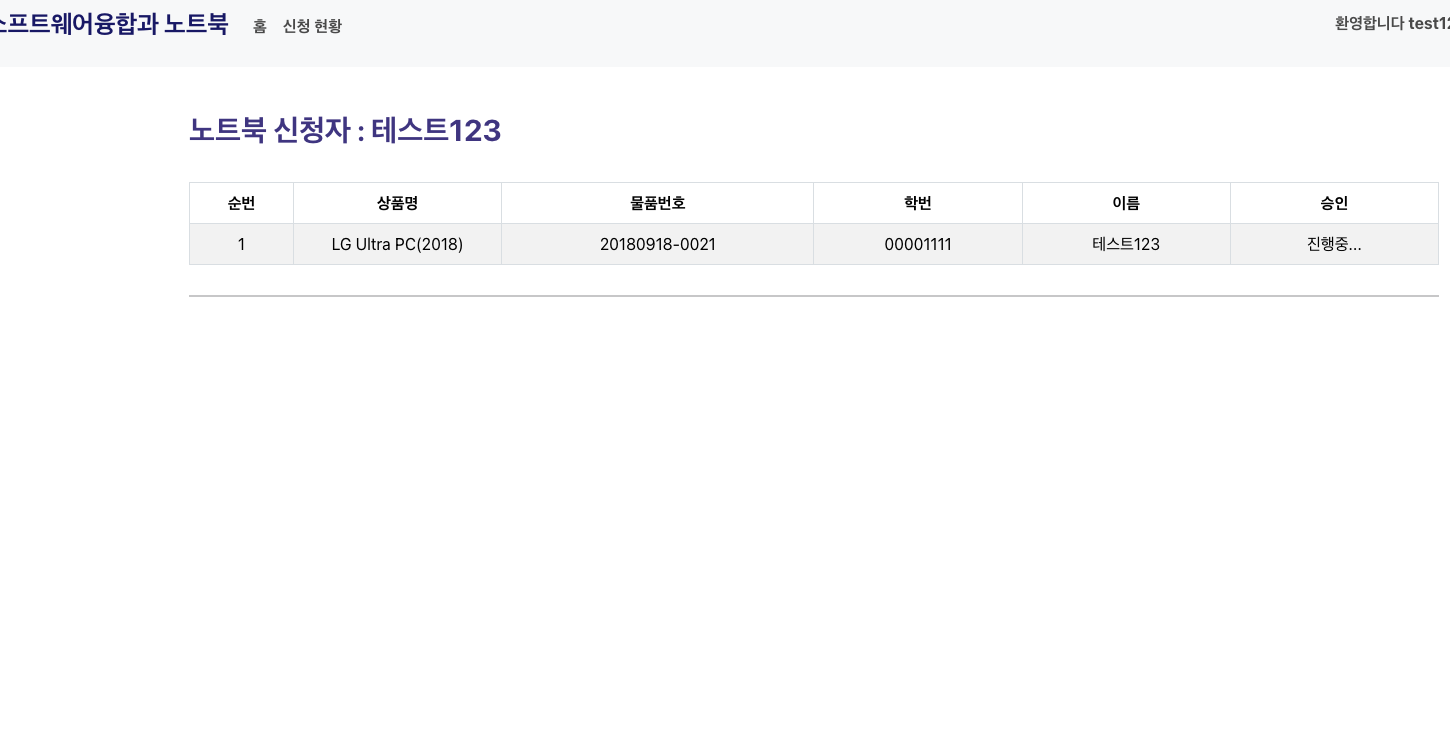 소프트웨어융합과 노트북 홈 신청 현황 환영합니다
노트북 신청자 : 테스트123
순번 상품명 물품번호 학번 이름 승인
1 LG Ultra PC(2018) 20180918-0021 00001111 테스트123 진행중...